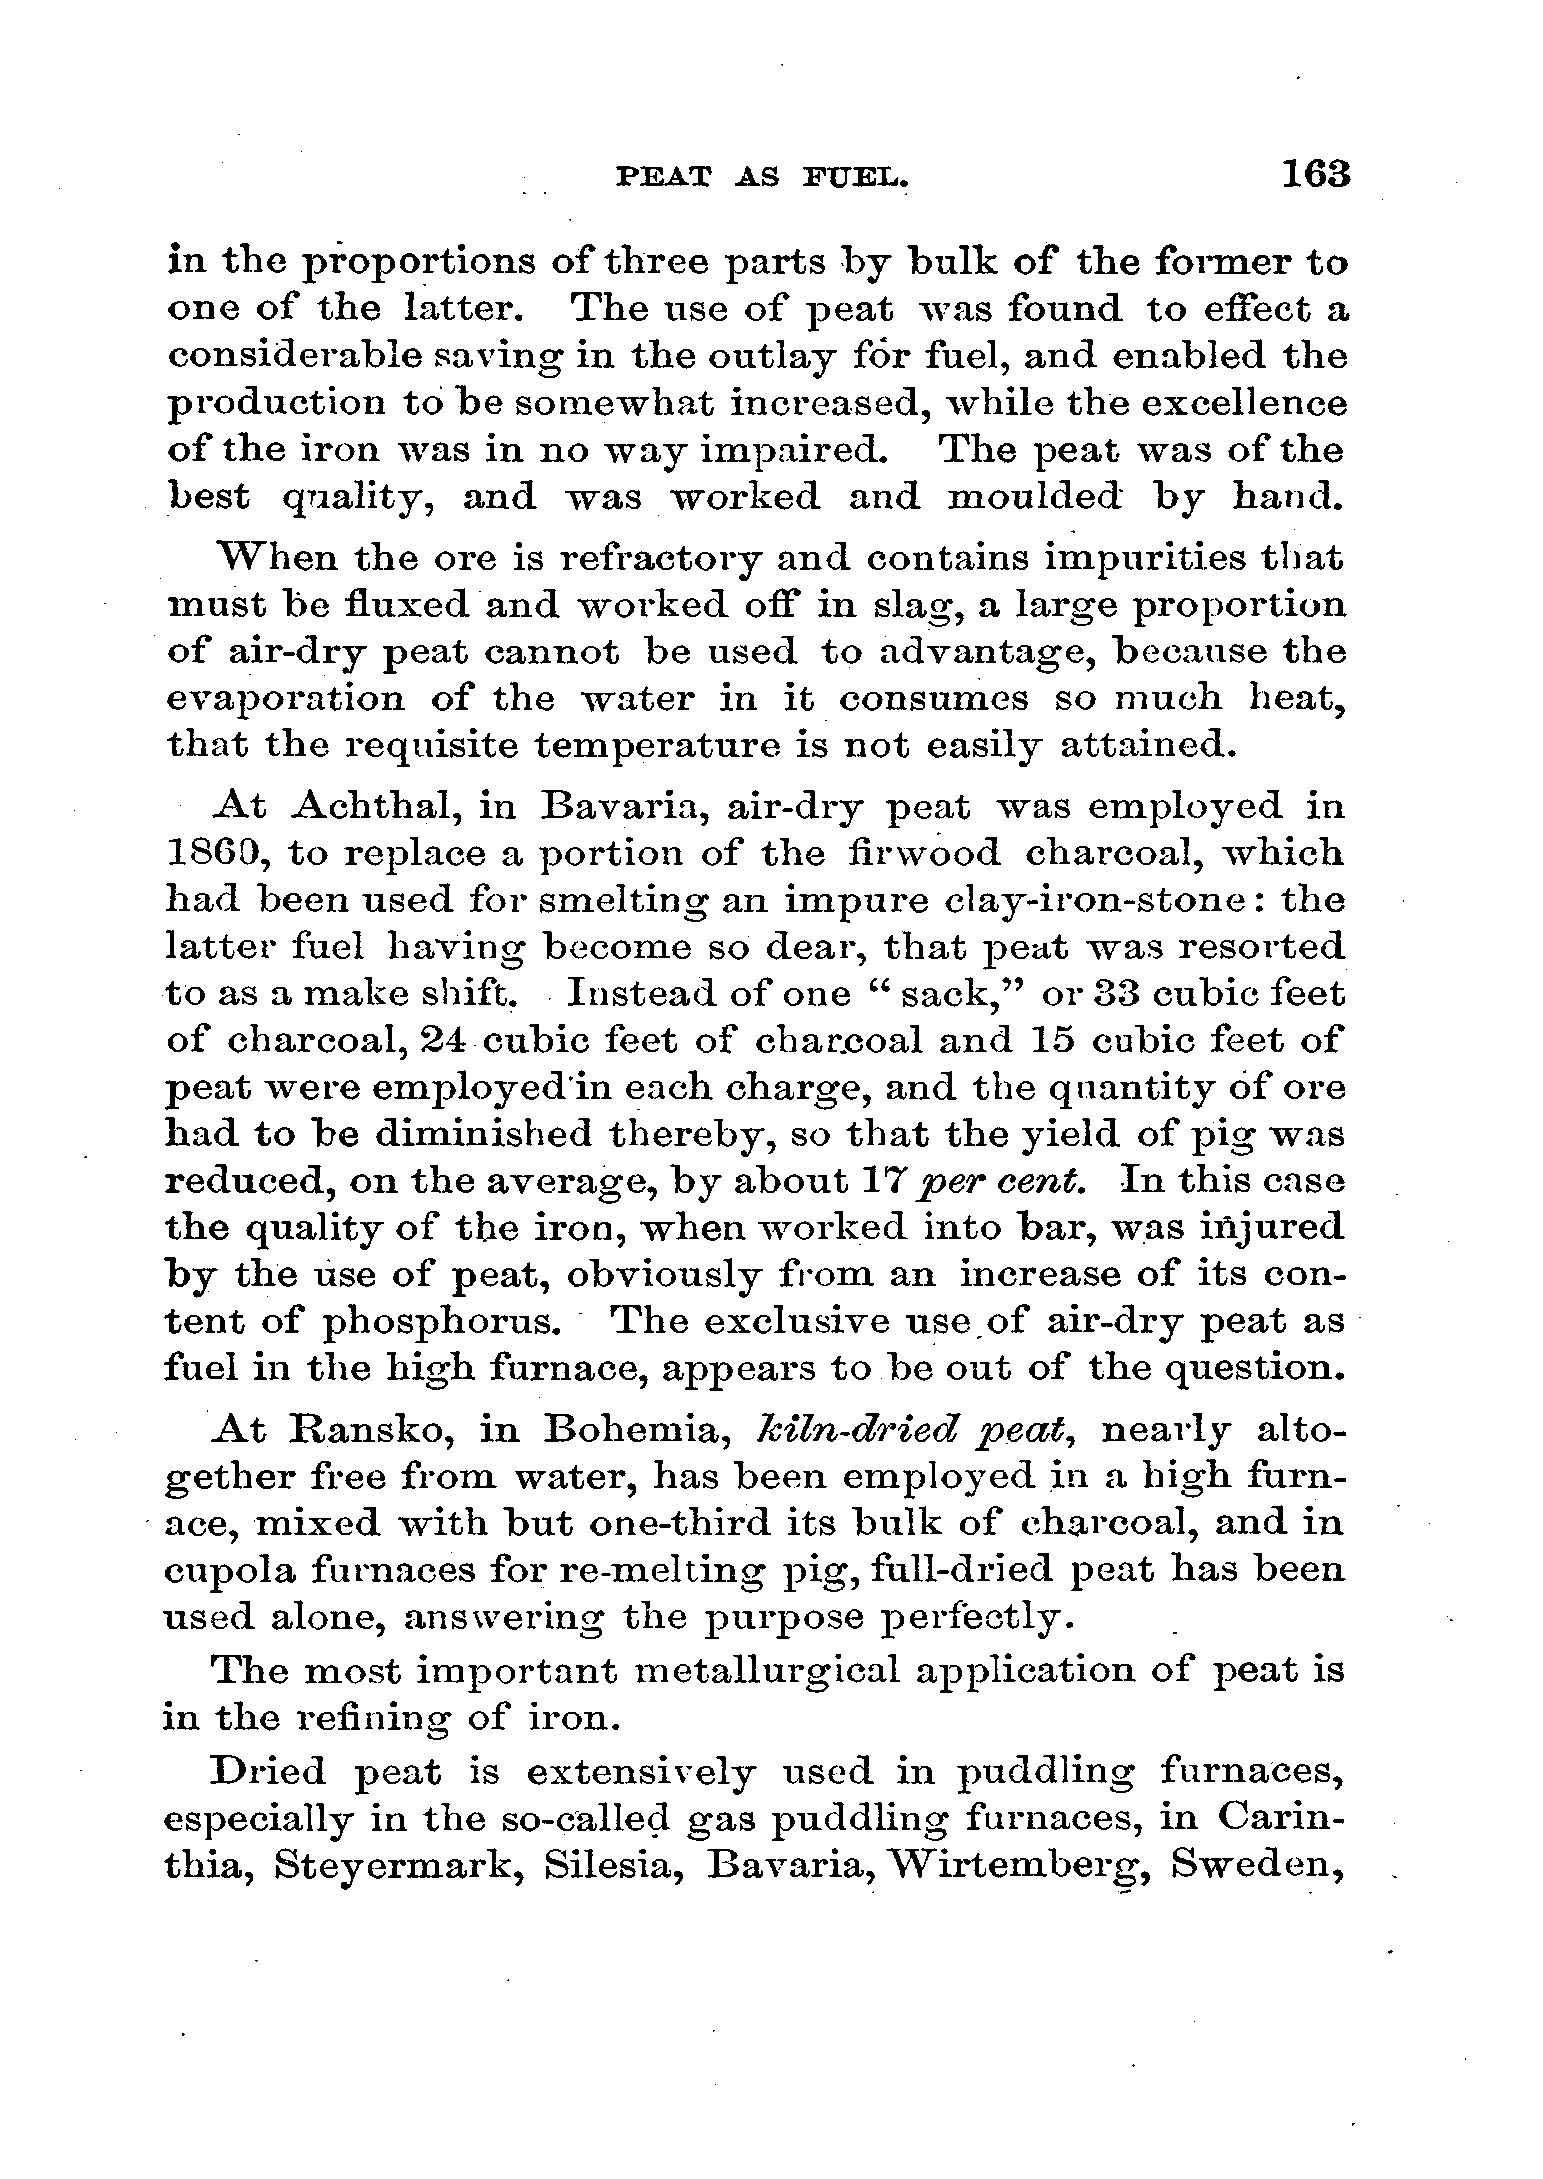 PEAT AS FUEL. 163
in the proportions of three parts by bulk of the former to
one of the latter. The use of peat was found to effect a
considerable saving in the outlay for fuel, and enabled the
production to be somewhat increased, while the excellence
of the iron was in no way impaired. The peat was of the
best quality, and was worked and moulded by hand.
When the ore is refractory and contains impurities that
must be fluxed and worked off in slag, a large proportion
of air-dry peat cannot be used to advantage, because the
evaporation of the water in it consumes so much heat,
that the requisite temperature is not easily attained.
At Achthal, in Bavaria, air-dry peat was employed in
1860, to replace a portion of the firwood charcoal, which
had been used for smelting an impure clay-iron-stone: the
latter fuel having become so dear, that peat was resorted
to as a make shift. Instead of one “ sack,” or 33 cubic feet
of charcoal, 24 cubic feet of charcoal and 15 cubic feet of
peat were employed in each charge, and the quantity of ore
had to be diminished thereby, so that the yield of pig was
reduced, on the average, by about 17 per cent. In this case
the quality of the iron, when worked into bar, was injured
by the use of peat, obviously from an increase of its con-
tent of phosphorus. The exclusive use of air-dry peat as
fuel in the high furnace, appears to be out of the question.
At Ransko, in Bohemia, kiln-dried peat, nearly alto-
gether free from water, has been employed in a high furn-
ace, mixed with but one-third its bulk of charcoal, and in
cupola furnaces for re-melting pig, full-dried peat has been
used alone, answering the purpose perfectly.
The most important metallurgical application of peat is
in the refining of iron.
Dried peat is extensively used in puddling furnaces,
especially in the so-called gas puddling furnaces, in Carin-
thia, Steyermark, Silesia, Bavaria, Wirtemberg, Sweden,